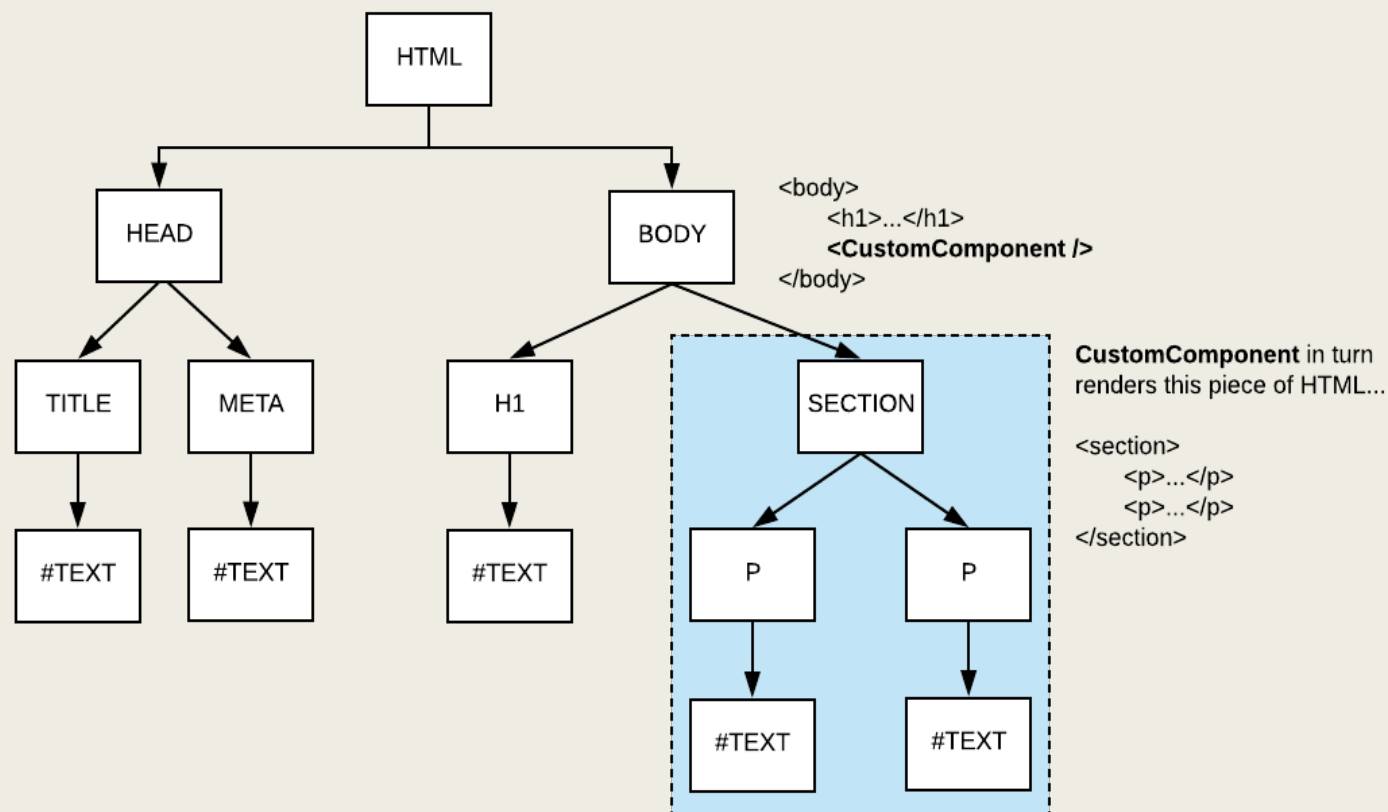 HTML
HEAD
BODY
<body>
<h1>...</h1>
<CustomComponent />
</body>
TITLE
META
H1
SECTION
CustomComponent in turn
renders this piece of HTML...
<section>
<p>...</p>
<p>...</p>
</section>
#TEXT
#TEXT
#TEXT
P
P
#TEXT
#TEXT